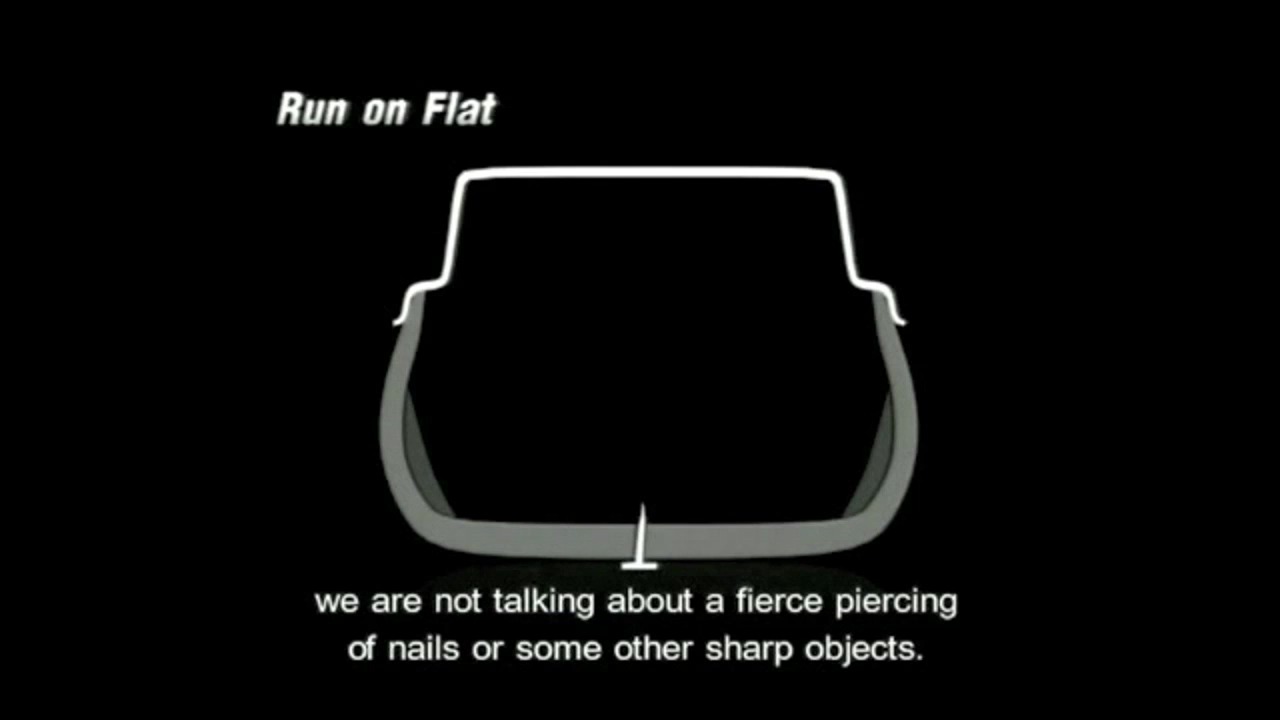 Run on Flat
we are not talking about a fierce piercing
of nails or some other sharp objects.